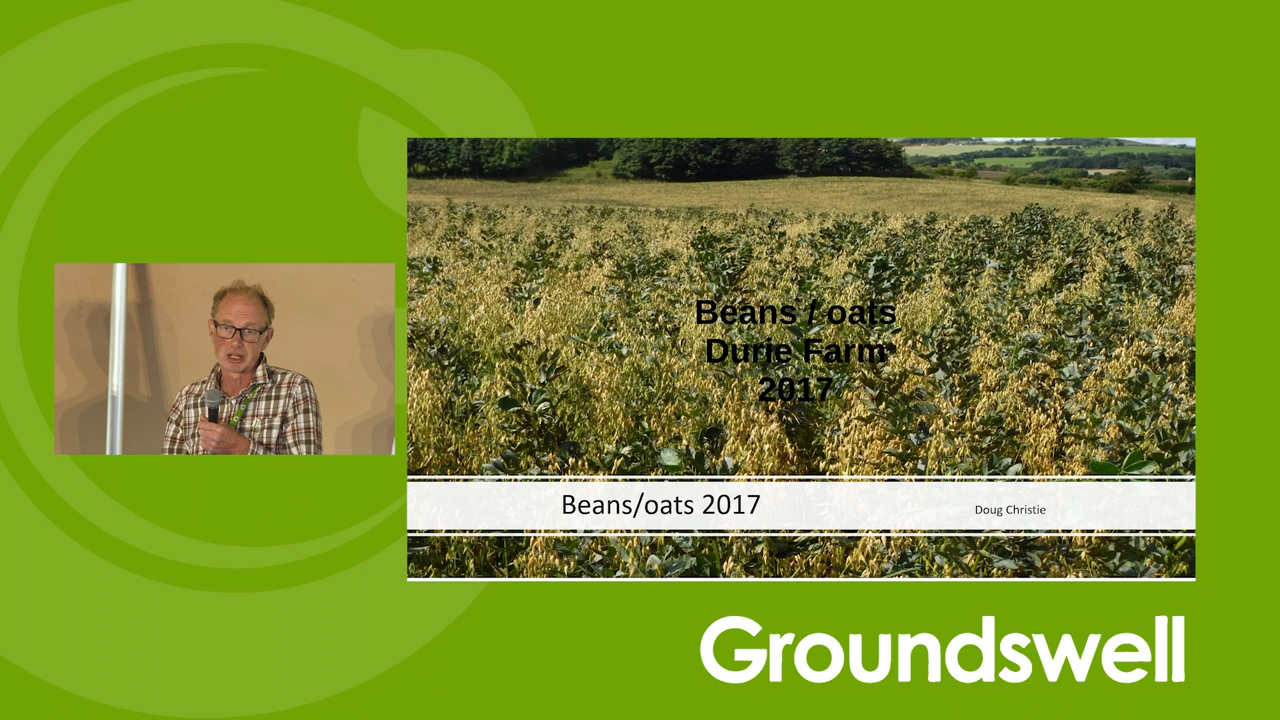 Beans / oats
Durie Farm
2017
Beans/oats 2017
Doug Christie
Groundswell